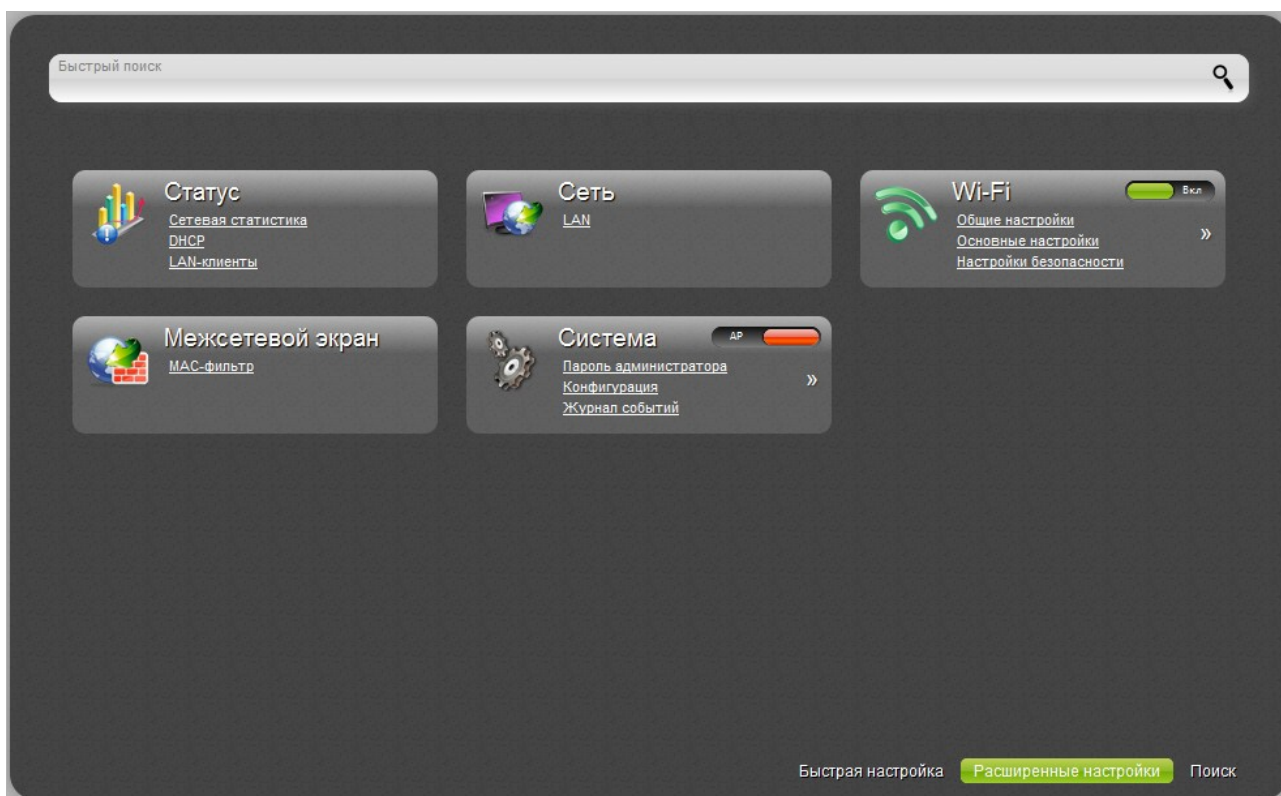 Быстрый поиск
Статус
Сетевая статистика
DHCP
LAN-клиенты
Сеть
LAN
Wi-Fi
Вкл
Общие настройки
Основные настройки
Настройки безопасности
»
Межсетевой экран
MAC-фильтр
Система
AP
Пароль администратора
Конфигурация
Журнал событий
»
Быстрая настройка
Расширенные настройки
Поиск